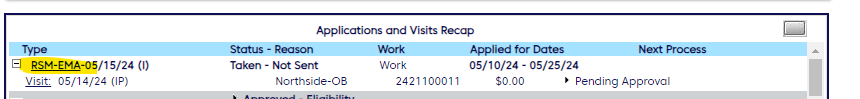 Applications and Visits Recap
Type Status - Reason Work Applied for Dates Next Process
RSM-EMA-05/15/24 (I) Taken - Not Sent Work 05/10/24 - 05/25/24
Visit: 05/14/24 (IP) Northside-OB 2421100011 $0.00 Pending Approval
Approved - Eligibility